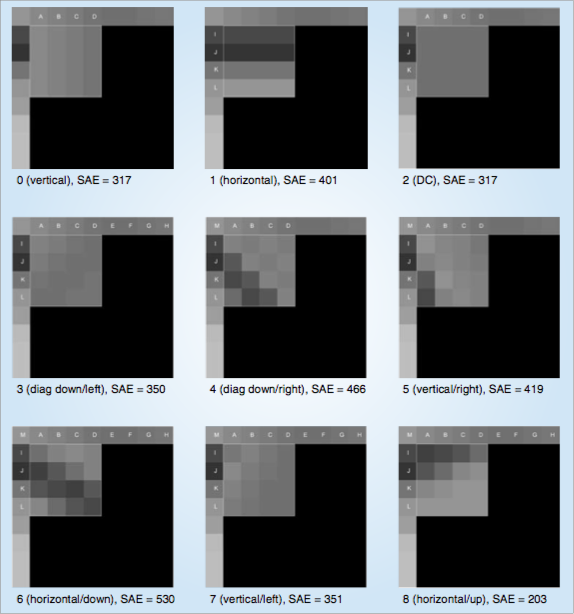 A B C D
I
J
K
L
0 (vertical), SAE = 317
I
J
K
L
1 (horizontal), SAE = 401
M A B C D
I
J
K
L
2 (DC), SAE = 317
A B C D E F G H
I
J
K
L
3 (diag down/left), SAE = 350
M A B C D
I
J
K
L
4 (diag down/right), SAE = 466
M A B C D
I
J
K
L
5 (vertical/right), SAE = 419
M A B C D E F G H
I
J
K
L
6 (horizontal/down), SAE = 530
M A B C D E F G H
I
J
K
L
7 (vertical/left), SAE = 351
M A B C D E F G H
I
J
K
L
8 (horizontal/up), SAE = 203